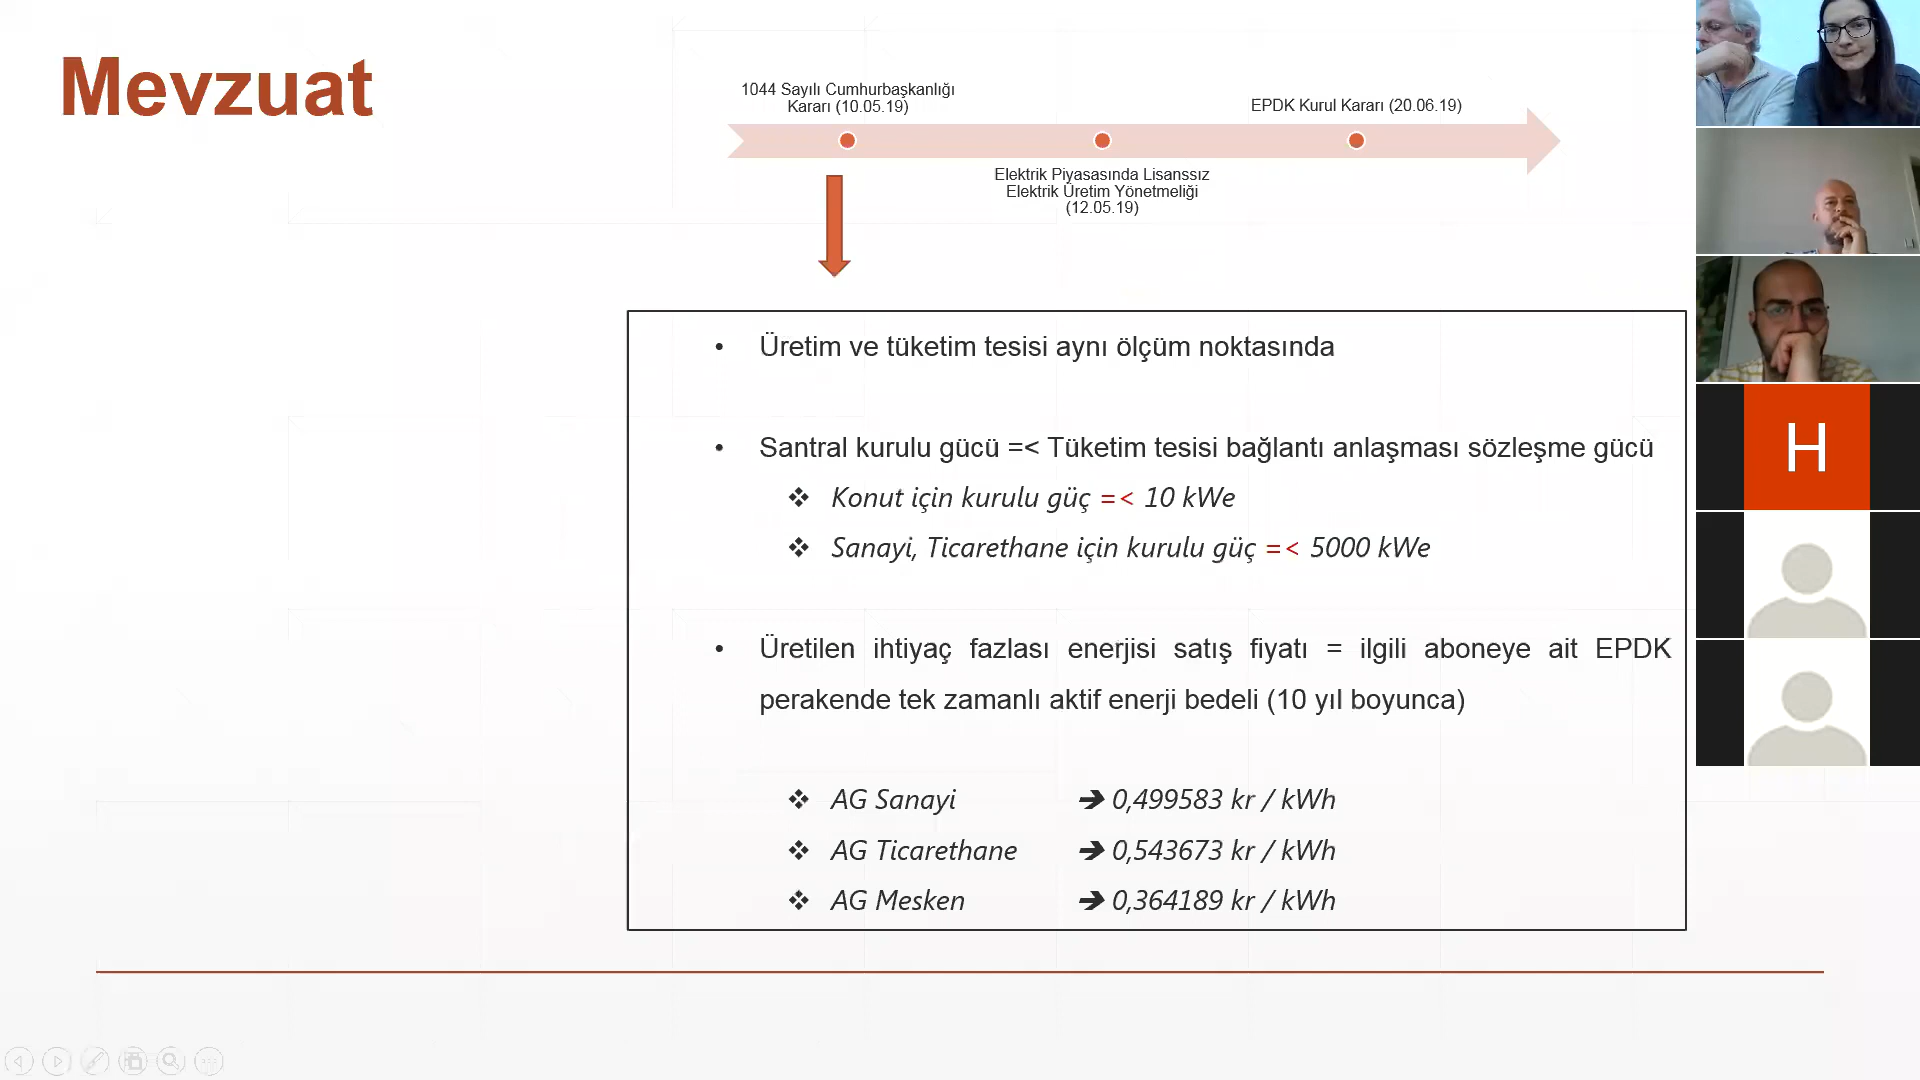 Mevzuat
1044 Sayılı Cumhurbaşkanlığı
Kararı (10.05.19)
EPDK Kurul Kararı (20.06.19)
Elektrik Piyasasında Lisanssız
Elektrik Üretim Yönetmeliği
(12.05.19)
• Üretim ve tüketim tesisi aynı ölçüm noktasında
• Santral kurulu gücü =< Tüketim tesisi bağlantı anlaşması sözleşme gücü
❖ Konut için kurulu güç =< 10 kWe
❖ Sanayi, Ticarethane için kurulu güç =< 5000 kWe
• Üretilen ihtiyaç fazlası enerjisi satış fiyatı = ilgili aboneye ait EPDK
perakende tek zamanlı aktif enerji bedeli (10 yıl boyunca)
❖ AG Sanayi ➔ 0,499583 kr / kWh
❖ AG Ticarethane ➔ 0,543673 kr / kWh
❖ AG Mesken ➔ 0,364189 kr / kWh
H